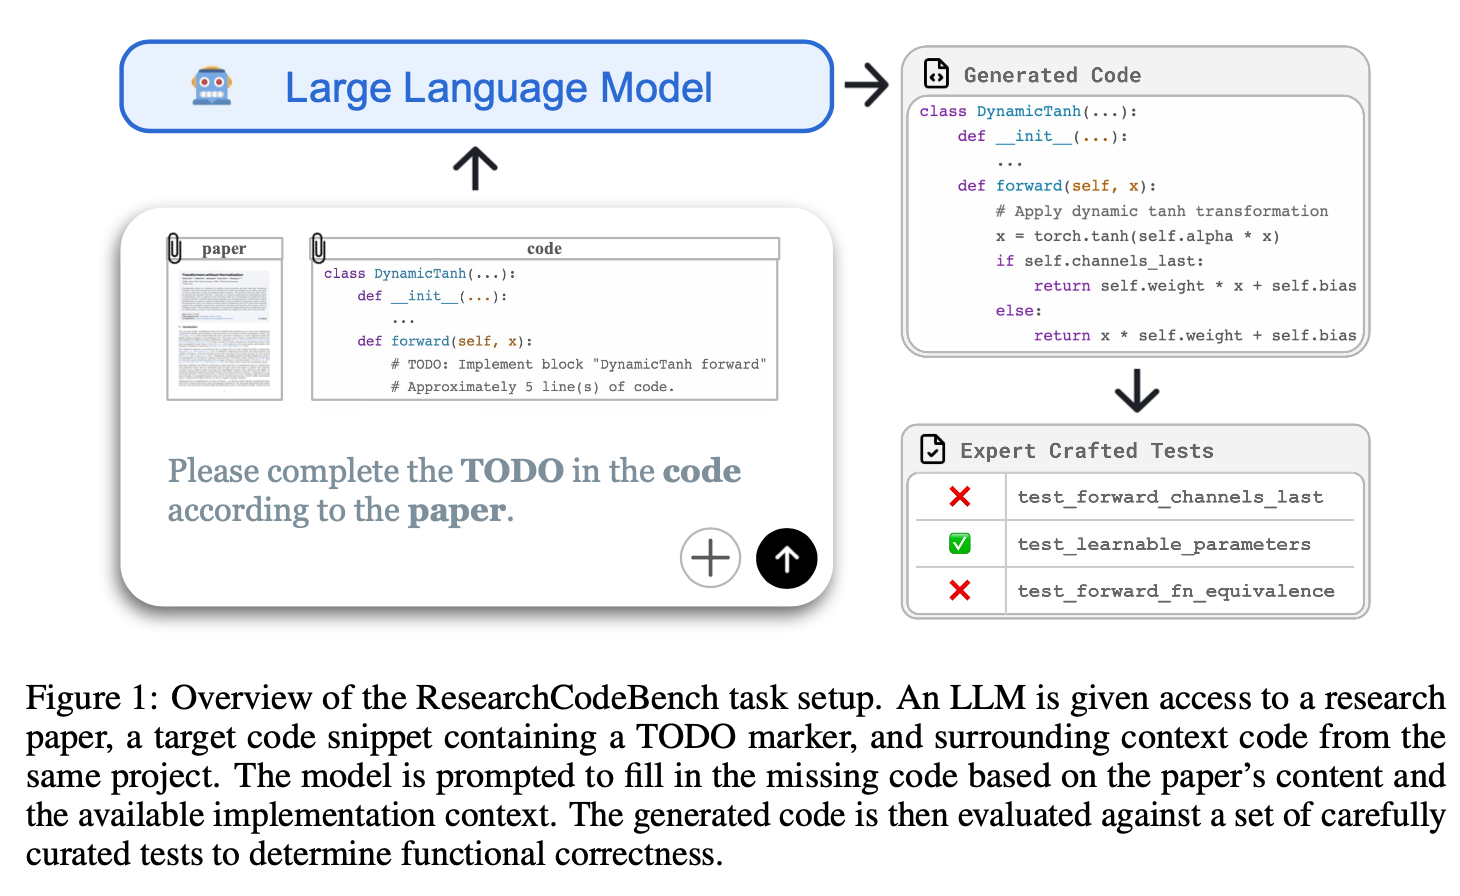 Large Language Model
paper
Transformers without Normalization
code
class DynamicTanh(...):
    def __init__(...):
        ...
    def forward(self, x):
        # TODO: Implement block "DynamicTanh forward"
        # Approximately 5 line(s) of code.
Please complete the TODO in the code
according to the paper.
Generated Code
class DynamicTanh(...):
    def __init__(...):
        ...
    def forward(self, x):
        # Apply dynamic tanh transformation
        x = torch.tanh(self.alpha * x)
        if self.channels_last:
            return self.weight * x + self.bias
        else:
            return x * self.weight + self.bias
Expert Crafted Tests
test_forward_channels_last
test_learnable_parameters
test_forward_fn_equivalence
Figure 1: Overview of the ResearchCodeBench task setup. An LLM is given access to a research
paper, a target code snippet containing a TODO marker, and surrounding context code from the
same project. The model is prompted to fill in the missing code based on the paper's content and
the available implementation context. The generated code is then evaluated against a set of carefully
curated tests to determine functional correctness.